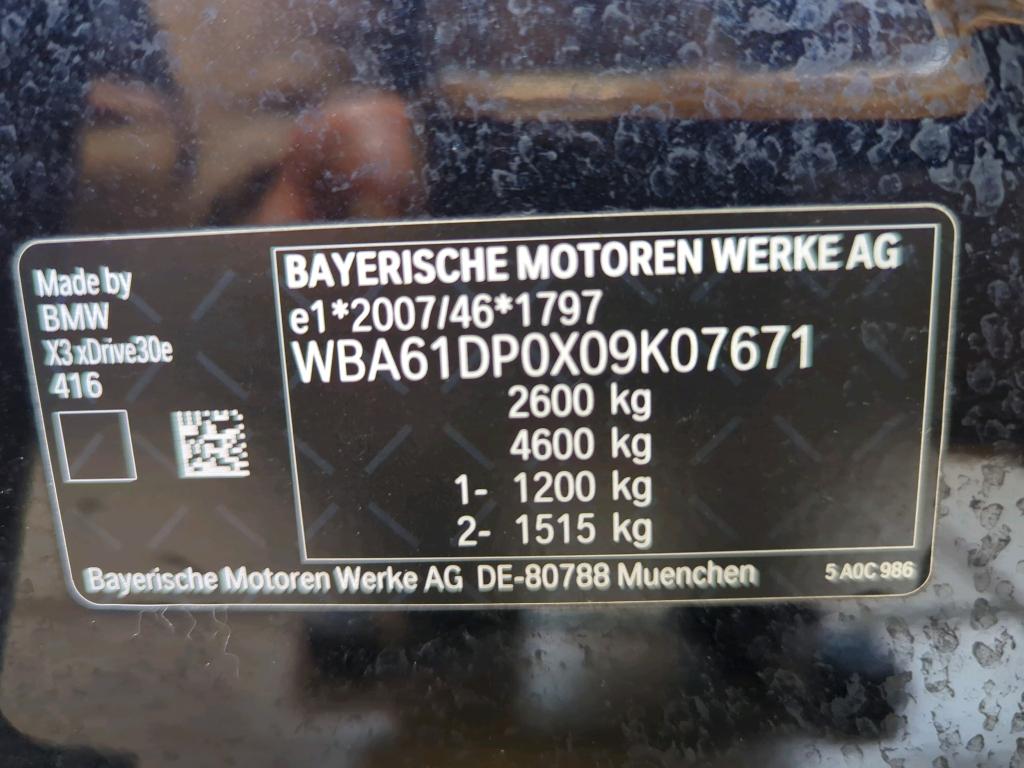 Made by
BMW
X3 xDrive30e
416
BAYERISCHE MOTOREN WERKE AG
e1*2007/46*1797
WBA61DP0X09K07671
2600 kg
4600 kg
1- 1200 kg
2- 1515 kg
Bayerische Motoren Werke AG DE-80788 Muenchen
5 A0C 986